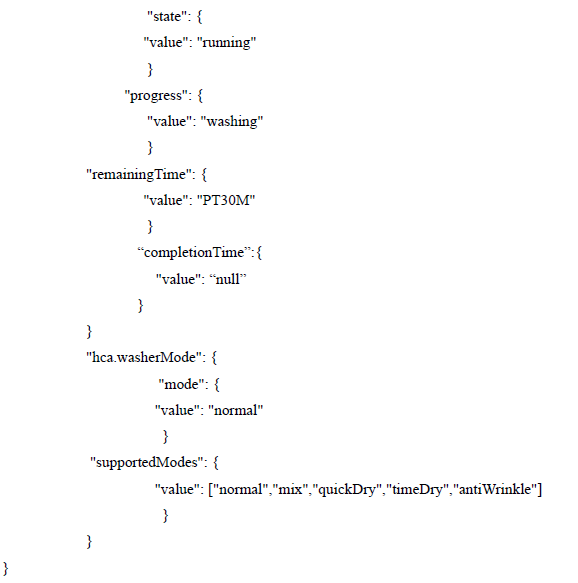 "state": {
"value": "running"
}
"progress": {
"value": "washing"
}
"remainingTime": {
"value": "PT30M"
}
“completionTime”:{
"value": “null”
}
}
"hca.washerMode": {
"mode": {
"value": "normal"
}
"supportedModes": {
"value": ["normal","mix","quickDry","timeDry","antiWrinkle"]
}
}
}